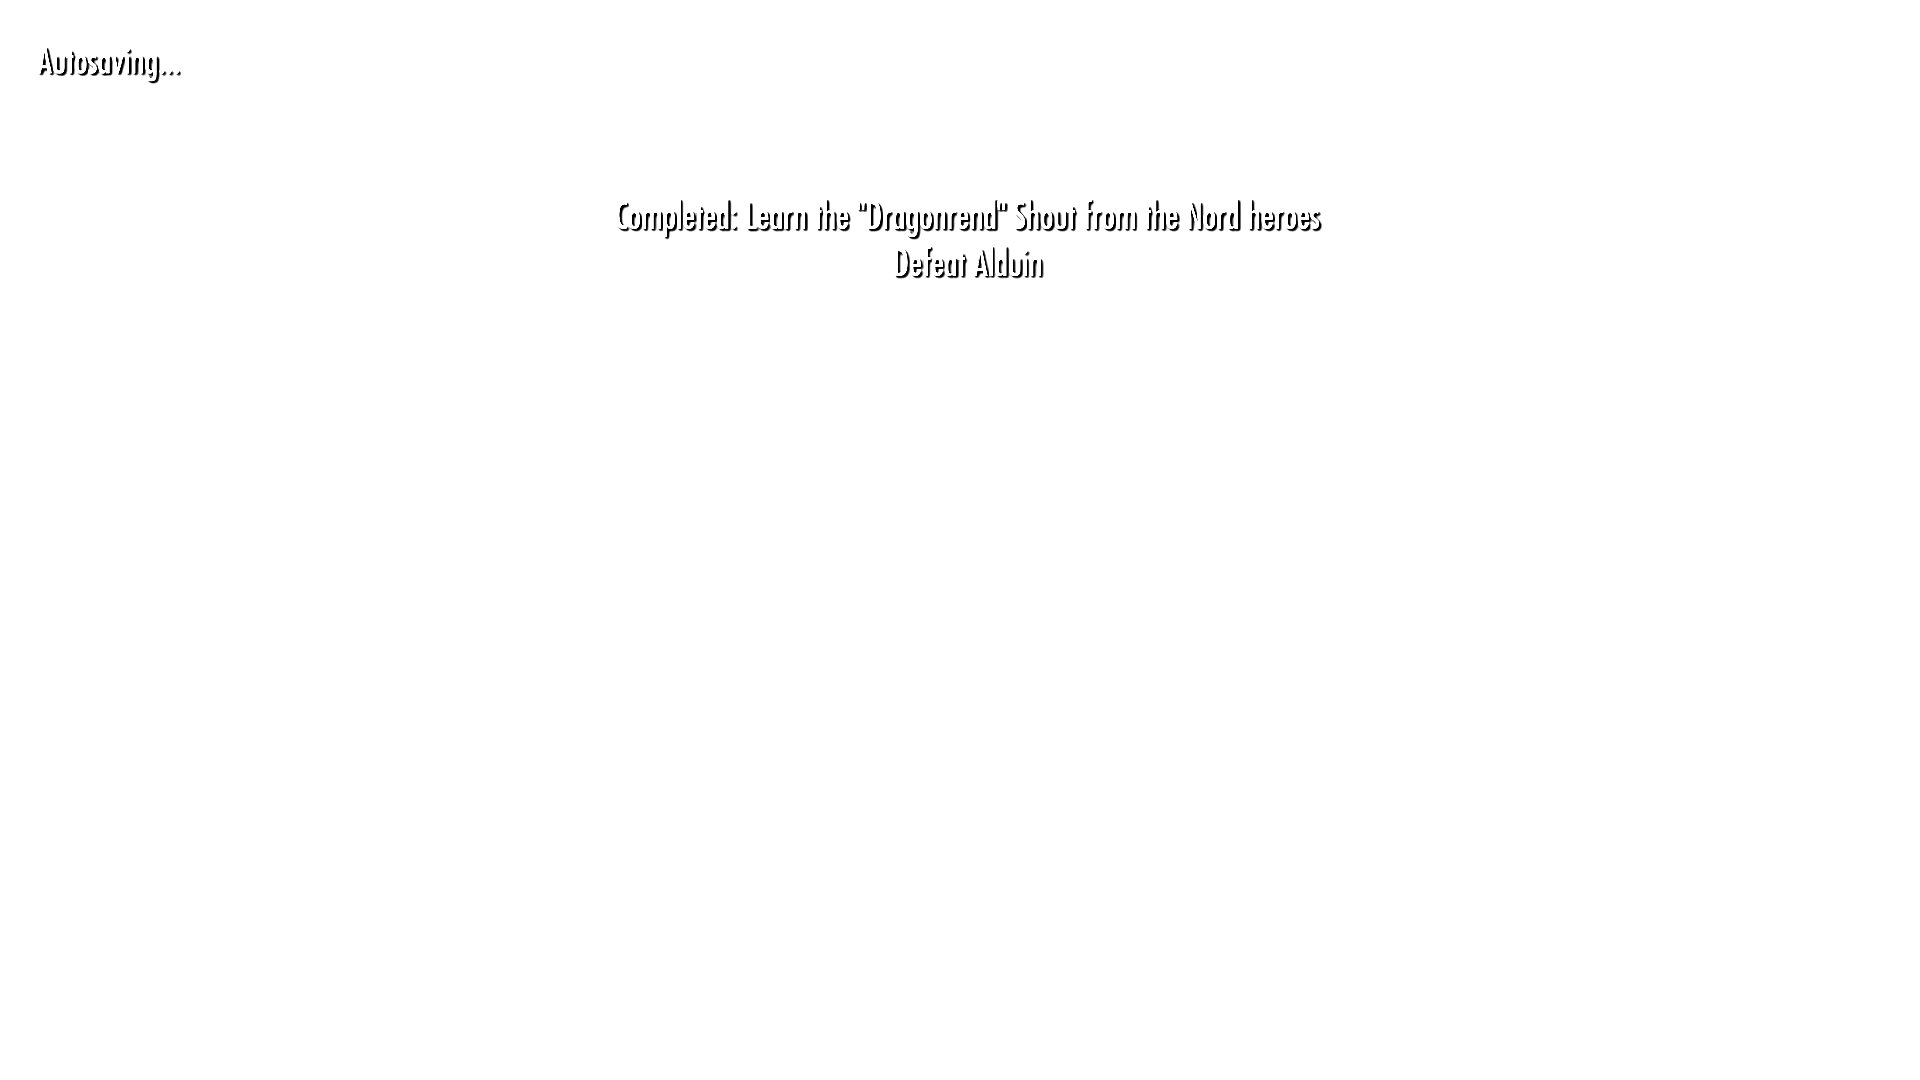 Autosaving...
Completed: Learn the "Dragonrend" Shout from the Nord heroes
Defeat Alduin